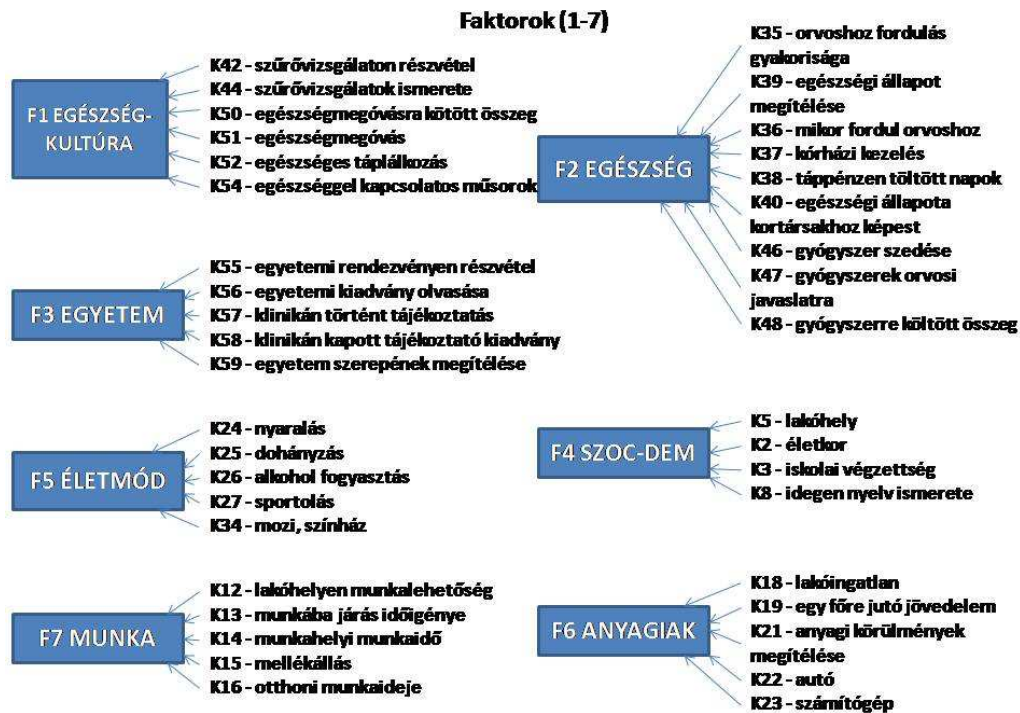 Faktorok (1-7)
F1 EGÉSZSÉG-
KULTÚRA
K42 - szűrővizsgálaton részvétel
K44 - szűrővizsgálatok ismerete
K50 - egészségmegóvásra kötött összeg
K51 - egészségmegóvás
K52 - egészséges táplálkozás
K54 - egészséggel kapcsolatos műsorok
F2 EGÉSZSÉG
K35 - orvoshoz fordulás
gyakorisága
K39 - egészségi állapot
megítélése
K36 - mikor fordul orvoshoz
K37 - kórházi kezelés
K38 - táppénzen töltött napok
K40 - egészségi állapota
kortársakhoz képest
K46 - gyógyszer szedése
K47 - gyógyszerek orvosi
javaslatra
K48 - gyógyszerre költött összeg
F3 EGYETEM
K55 - egyetemi rendezvényen részvétel
K56 - egyetemi kiadvány olvasása
K57 - klinikán történt tájékoztatás
K58 - klinikán kapott tájékoztató kiadvány
K59 - egyetem szerepének megítélése
F5 ÉLETMÓD
K24 - nyaralás
K25 - dohányzás
K26 - alkohol fogyasztás
K27 - sportolás
K34 - mozi, színház
F4 SZOC-DEM
K5 - lakóhely
K2 - életkor
K3 - iskolai végzettség
K8 - idegen nyelv ismerete
F7 MUNKA
K12 - lakóhelyen munkalehetőség
K13 - munkába járás időigénye
K14 - munkahelyi munkaidő
K15 - mellékállás
K16 - otthoni munkaideje
F6 ANYAGIAK
K18 - lakóingatlan
K19 - egy főre jutó jövedelem
K21 - anyagi körülmények
megítélése
K22 - autó
K23 - számítógép